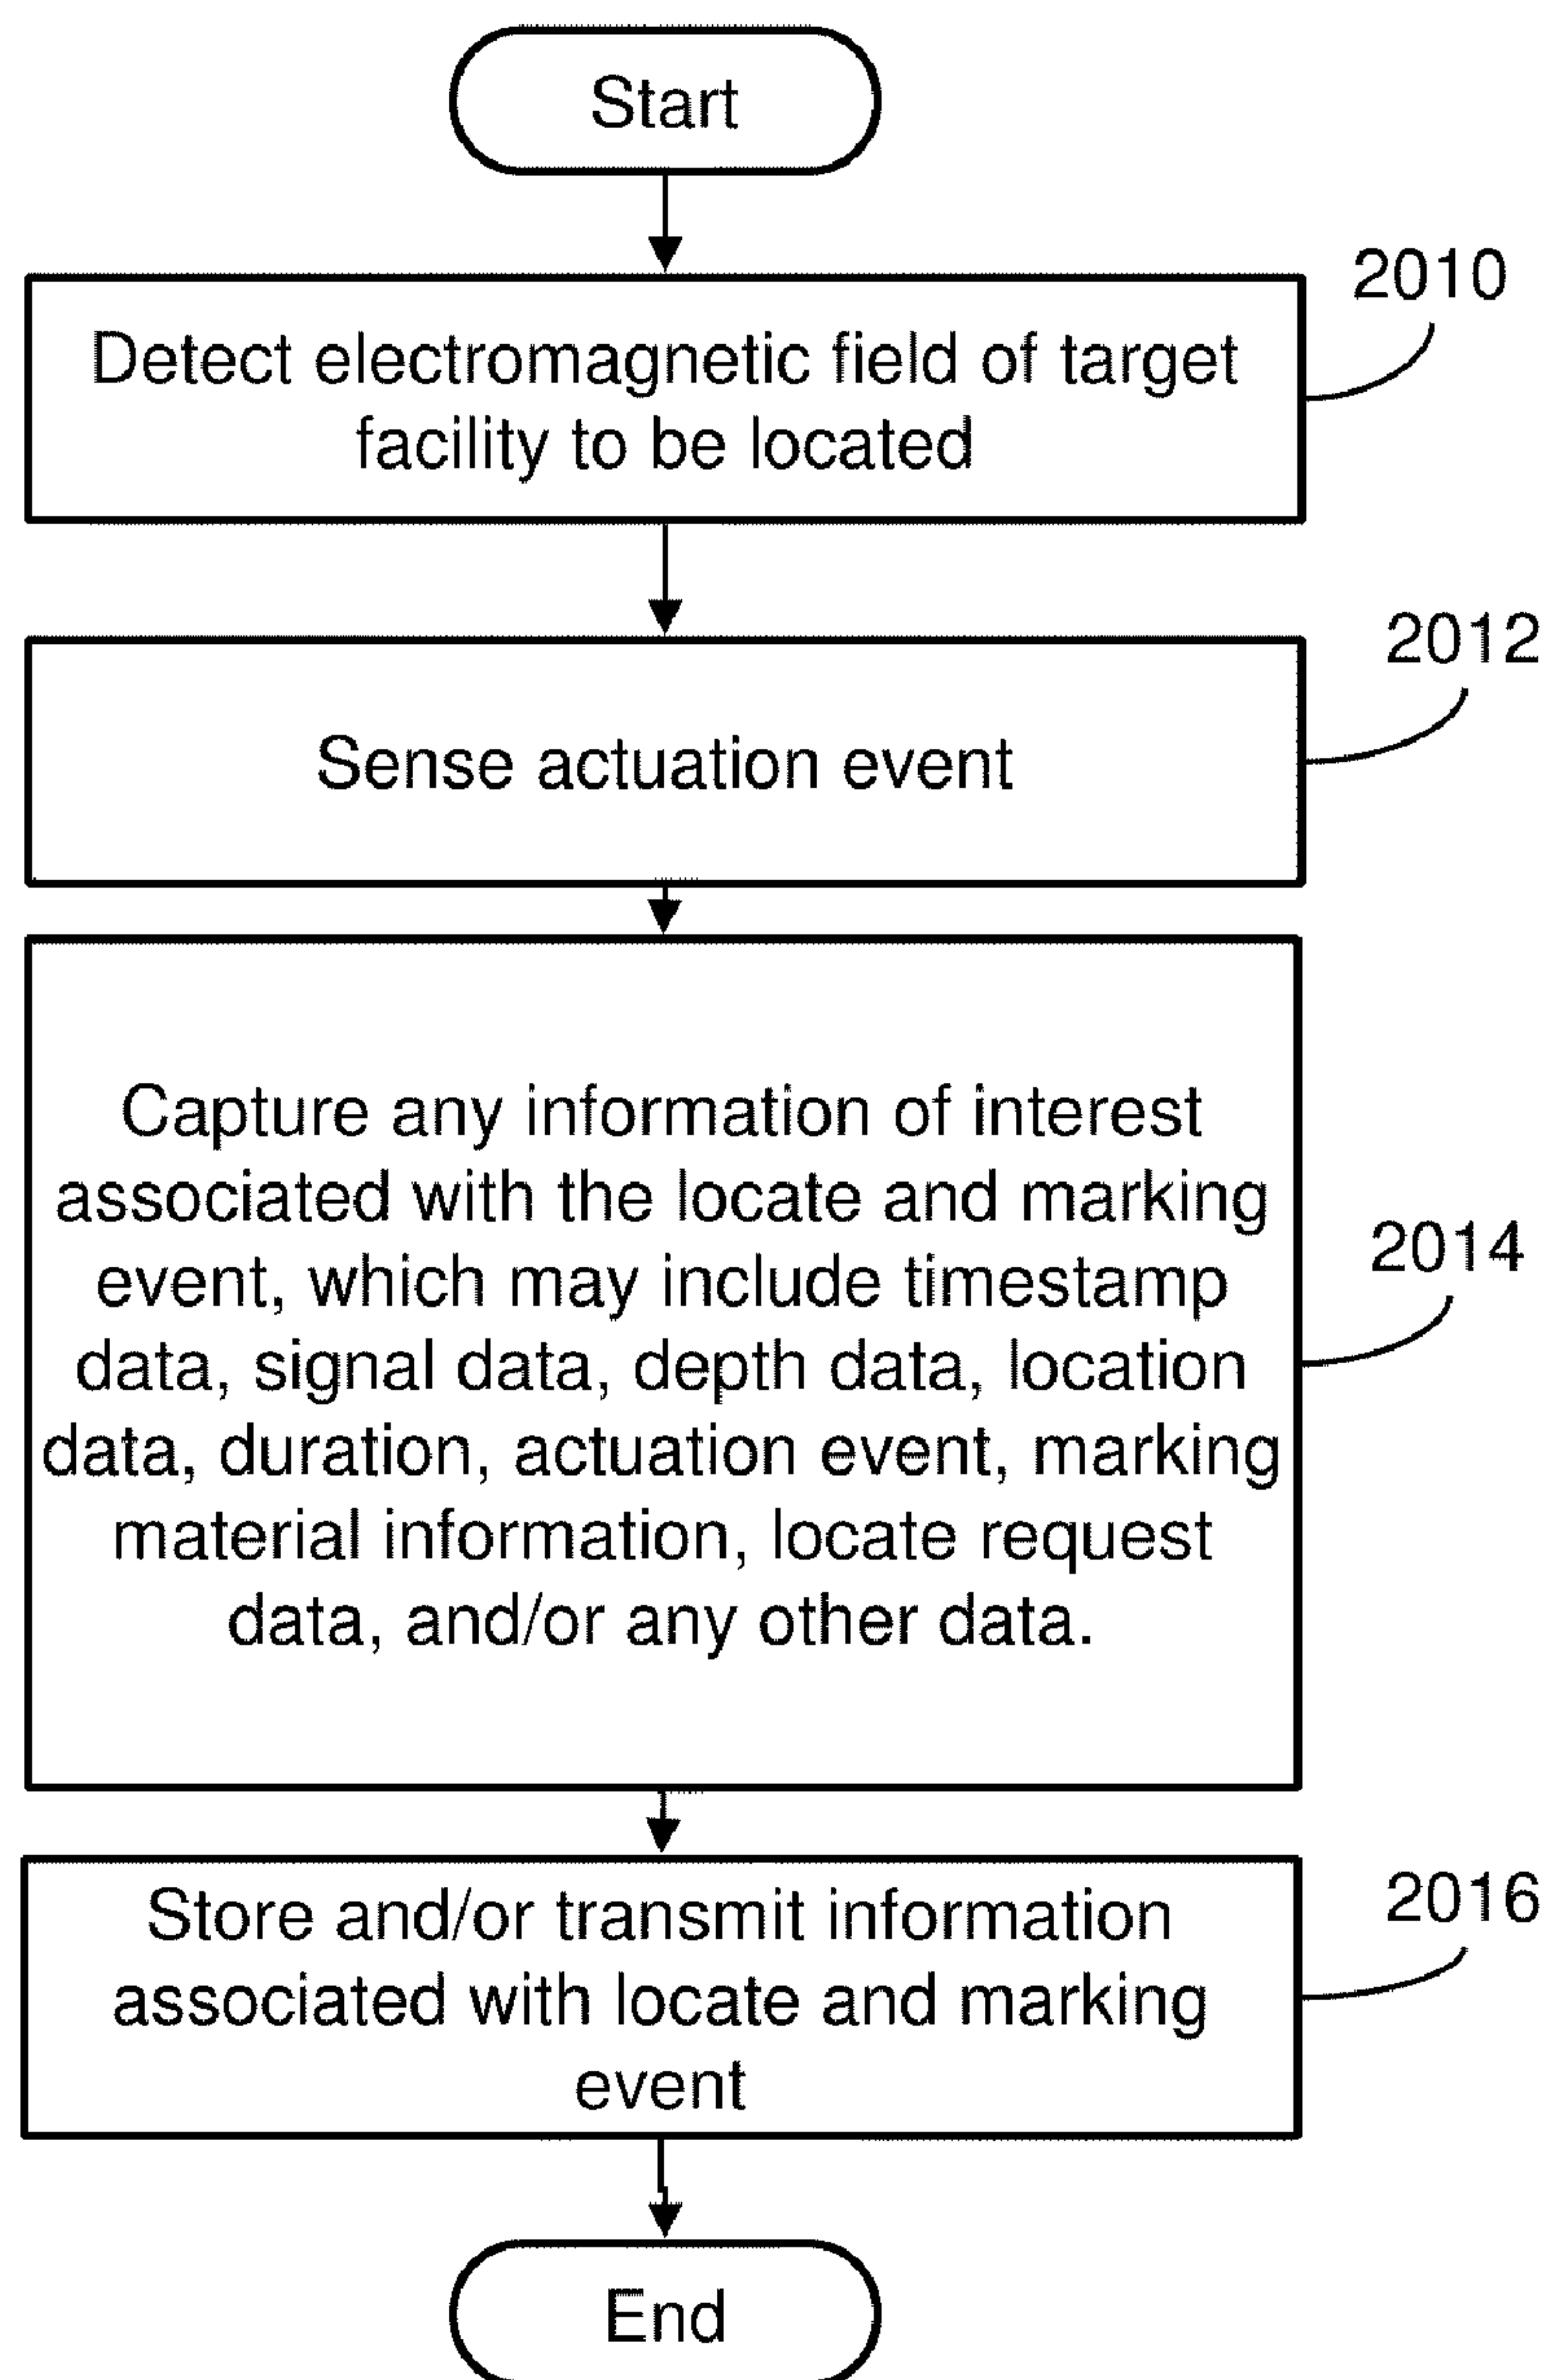 Start
2010
Detect electromagnetic field of target
facility to be located
2012
Sense actuation event
Capture any information of interest
associated with the locate and marking
event, which may include timestamp
data, signal data, depth data, location
data, duration, actuation event, marking
material information, locate request
data, and/or any other data.
2014
Store and/or transmit information
associated with locate and marking
event
2016
End